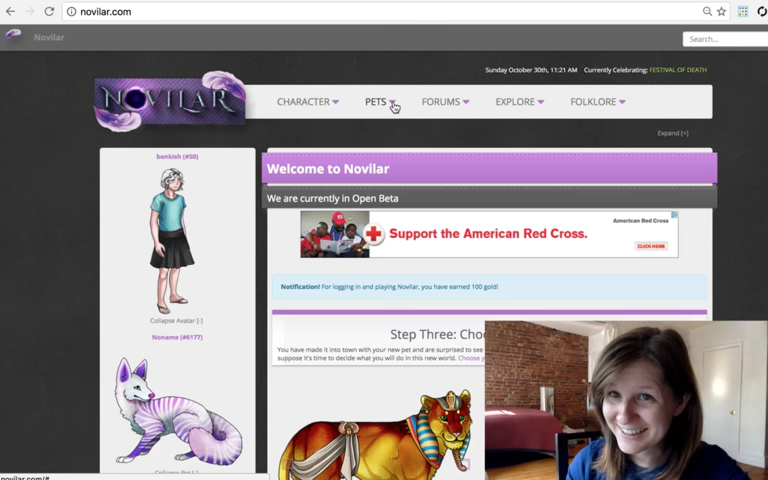 novilar.com
Novilar
Search...
Sunday October 30th, 11:21 AM Currently Celebrating: FESTIVAL OF DEATH
NOVILAR
CHARACTER PETS FORUMS EXPLORE FOLKLORE
Expand [+]
bonkish (#50)
Collapse Avatar [-]
Noname (#6177)
Collapse Pet [-]
Welcome to Novilar
We are currently in Open Beta
Support the American Red Cross.
American Red Cross
CLICK HERE
Notification! For logging in and playing Novilar, you have earned 100 gold!
Step Three: Choo
You have made it into town with your new pet and are surprised to see
suppose it's time to decide what you will do in this new world. Choose y
novilar.com/#